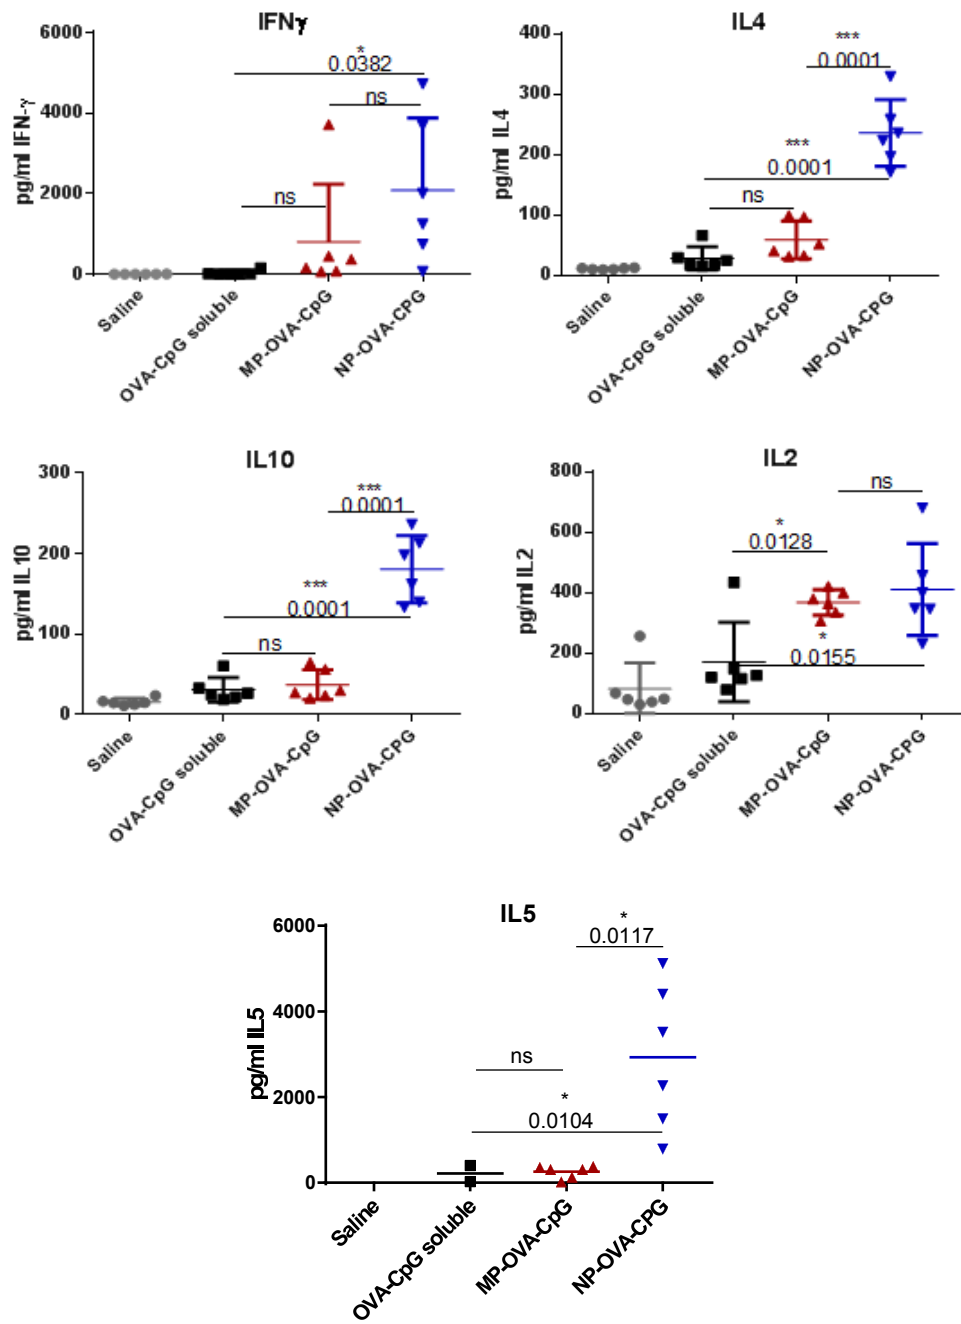 IFNγ
pg/ml IFN-γ
6000
4000
2000
0
*
0.0382
ns
ns
Saline
OVA-CpG soluble
MP-OVA-CpG
NP-OVA-CPG
IL4
pg/ml IL4
400
300
200
100
0
***
0.0001
***
0.0001
ns
Saline
OVA-CpG soluble
MP-OVA-CpG
NP-OVA-CPG
IL10
pg/ml IL10
300
200
100
0
***
0.0001
***
0.0001
ns
Saline
OVA-CpG soluble
MP-OVA-CpG
NP-OVA-CPG
IL2
pg/ml IL2
800
600
400
200
0
ns
*
0.0128
*
0.0155
Saline
OVA-CpG soluble
MP-OVA-CpG
NP-OVA-CPG
IL5
pg/ml IL5
6000
4000
2000
0
*
0.0117
ns
*
0.0104
Saline
OVA-CpG soluble
MP-OVA-CpG
NP-OVA-CPG